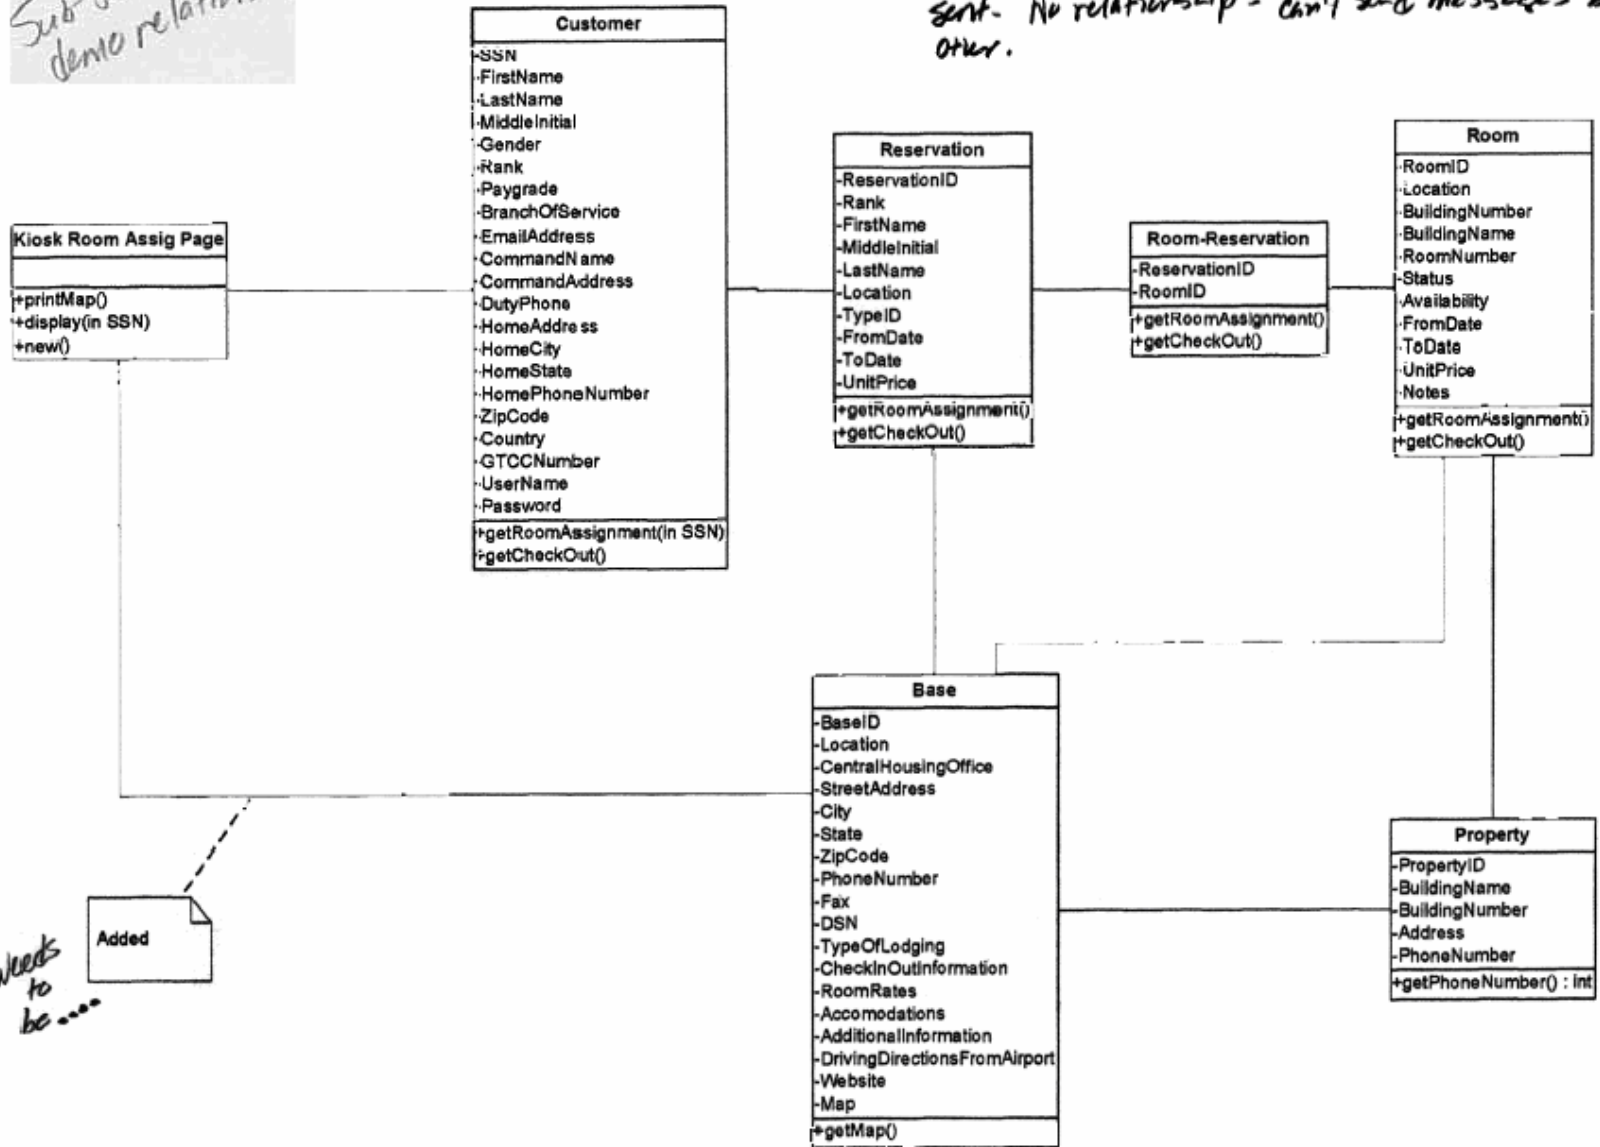 demo relation
sent. No relationship = can't send messages
other.
Customer
-SSN
-FirstName
-LastName
-MiddleInitial
-Gender
-Rank
-Paygrade
-BranchOfService
-EmailAddress
-CommandName
-CommandAddress
-DutyPhone
-HomeAddress
-HomeCity
-HomeState
-HomePhoneNumber
-ZipCode
-Country
-GTCCNumber
-UserName
-Password
+getRoomAssignment(in SSN)
+getCheckOut()
Kiosk Room Assig Page
+printMap()
+display(in SSN)
+new()
Reservation
-ReservationID
-Rank
-FirstName
-MiddleInitial
-LastName
-Location
-TypeID
-FromDate
-ToDate
-UnitPrice
+getRoomAssignment()
+getCheckOut()
Room-Reservation
-ReservationID
-RoomID
+getRoomAssignment()
+getCheckOut()
Room
-RoomID
-Location
-BuildingNumber
-BuildingName
-RoomNumber
-Status
-Availability
-FromDate
-ToDate
-UnitPrice
-Notes
+getRoomAssignment()
+getCheckOut()
Base
-BaseID
-Location
-CentralHousingOffice
-StreetAddress
-City
-State
-ZipCode
-PhoneNumber
-Fax
-DSN
-TypeOfLodging
-CheckInOutInformation
-RoomRates
-Accomodations
-AdditionalInformation
-DrivingDirectionsFromAirport
-Website
-Map
+getMap()
Property
-PropertyID
-BuildingName
-BuildingNumber
-Address
-PhoneNumber
+getPhoneNumber() : int
Added
Needs
to
be ....